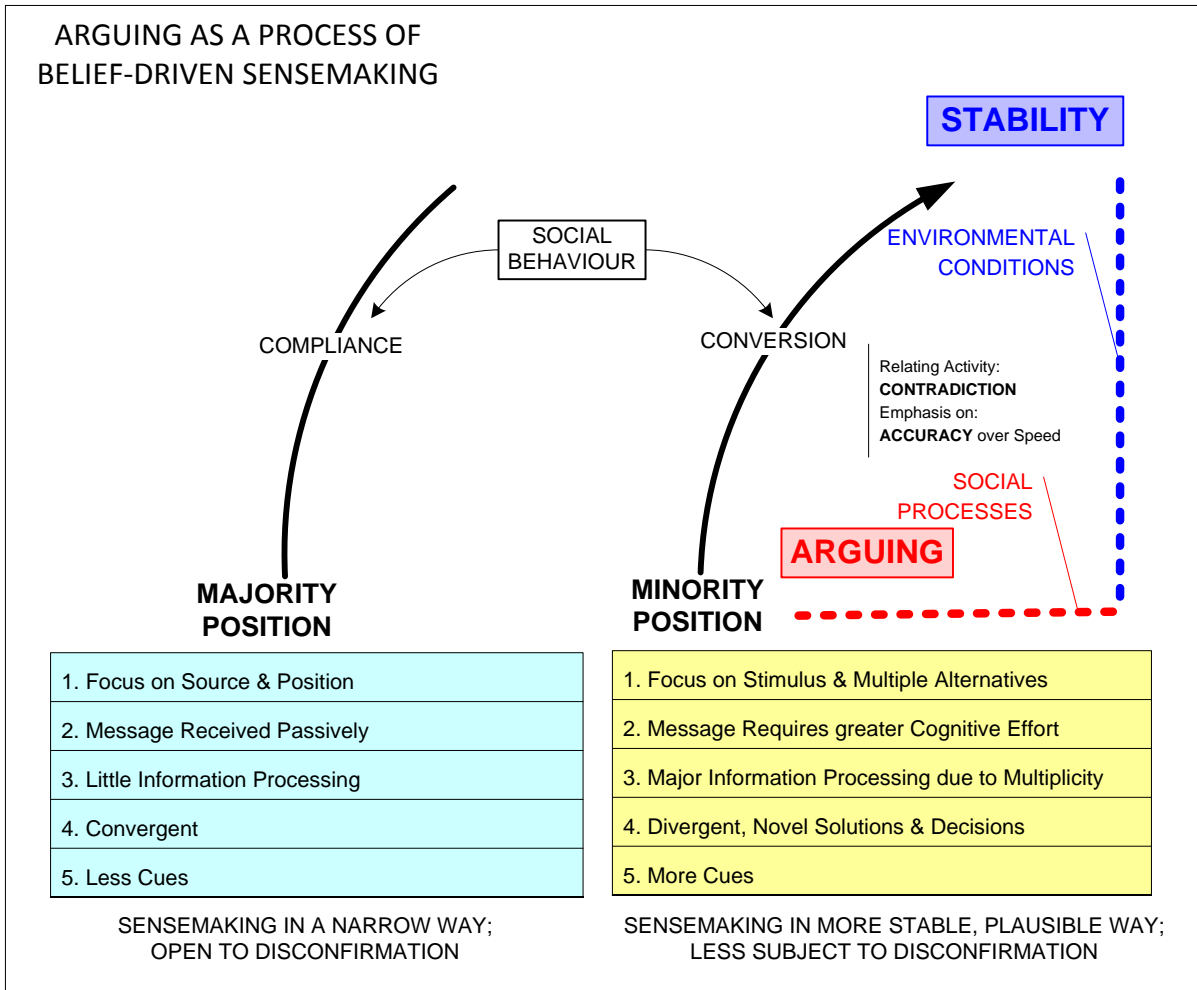 ARGUING AS A PROCESS OF
BELIEF-DRIVEN SENSEMAKING
STABILITY
SOCIAL
BEHAVIOUR
ENVIRONMENTAL
CONDITIONS
COMPLIANCE
CONVERSION
Relating Activity:
CONTRADICTION
Emphasis on:
ACCURACY over Speed
SOCIAL
PROCESSES
ARGUING
MAJORITY
POSITION
MINORITY
POSITION
1. Focus on Source & Position
2. Message Received Passively
3. Little Information Processing
4. Convergent
5. Less Cues
1. Focus on Stimulus & Multiple Alternatives
2. Message Requires greater Cognitive Effort
3. Major Information Processing due to Multiplicity
4. Divergent, Novel Solutions & Decisions
5. More Cues
SENSEMAKING IN A NARROW WAY;
OPEN TO DISCONFIRMATION
SENSEMAKING IN MORE STABLE, PLAUSIBLE WAY;
LESS SUBJECT TO DISCONFIRMATION